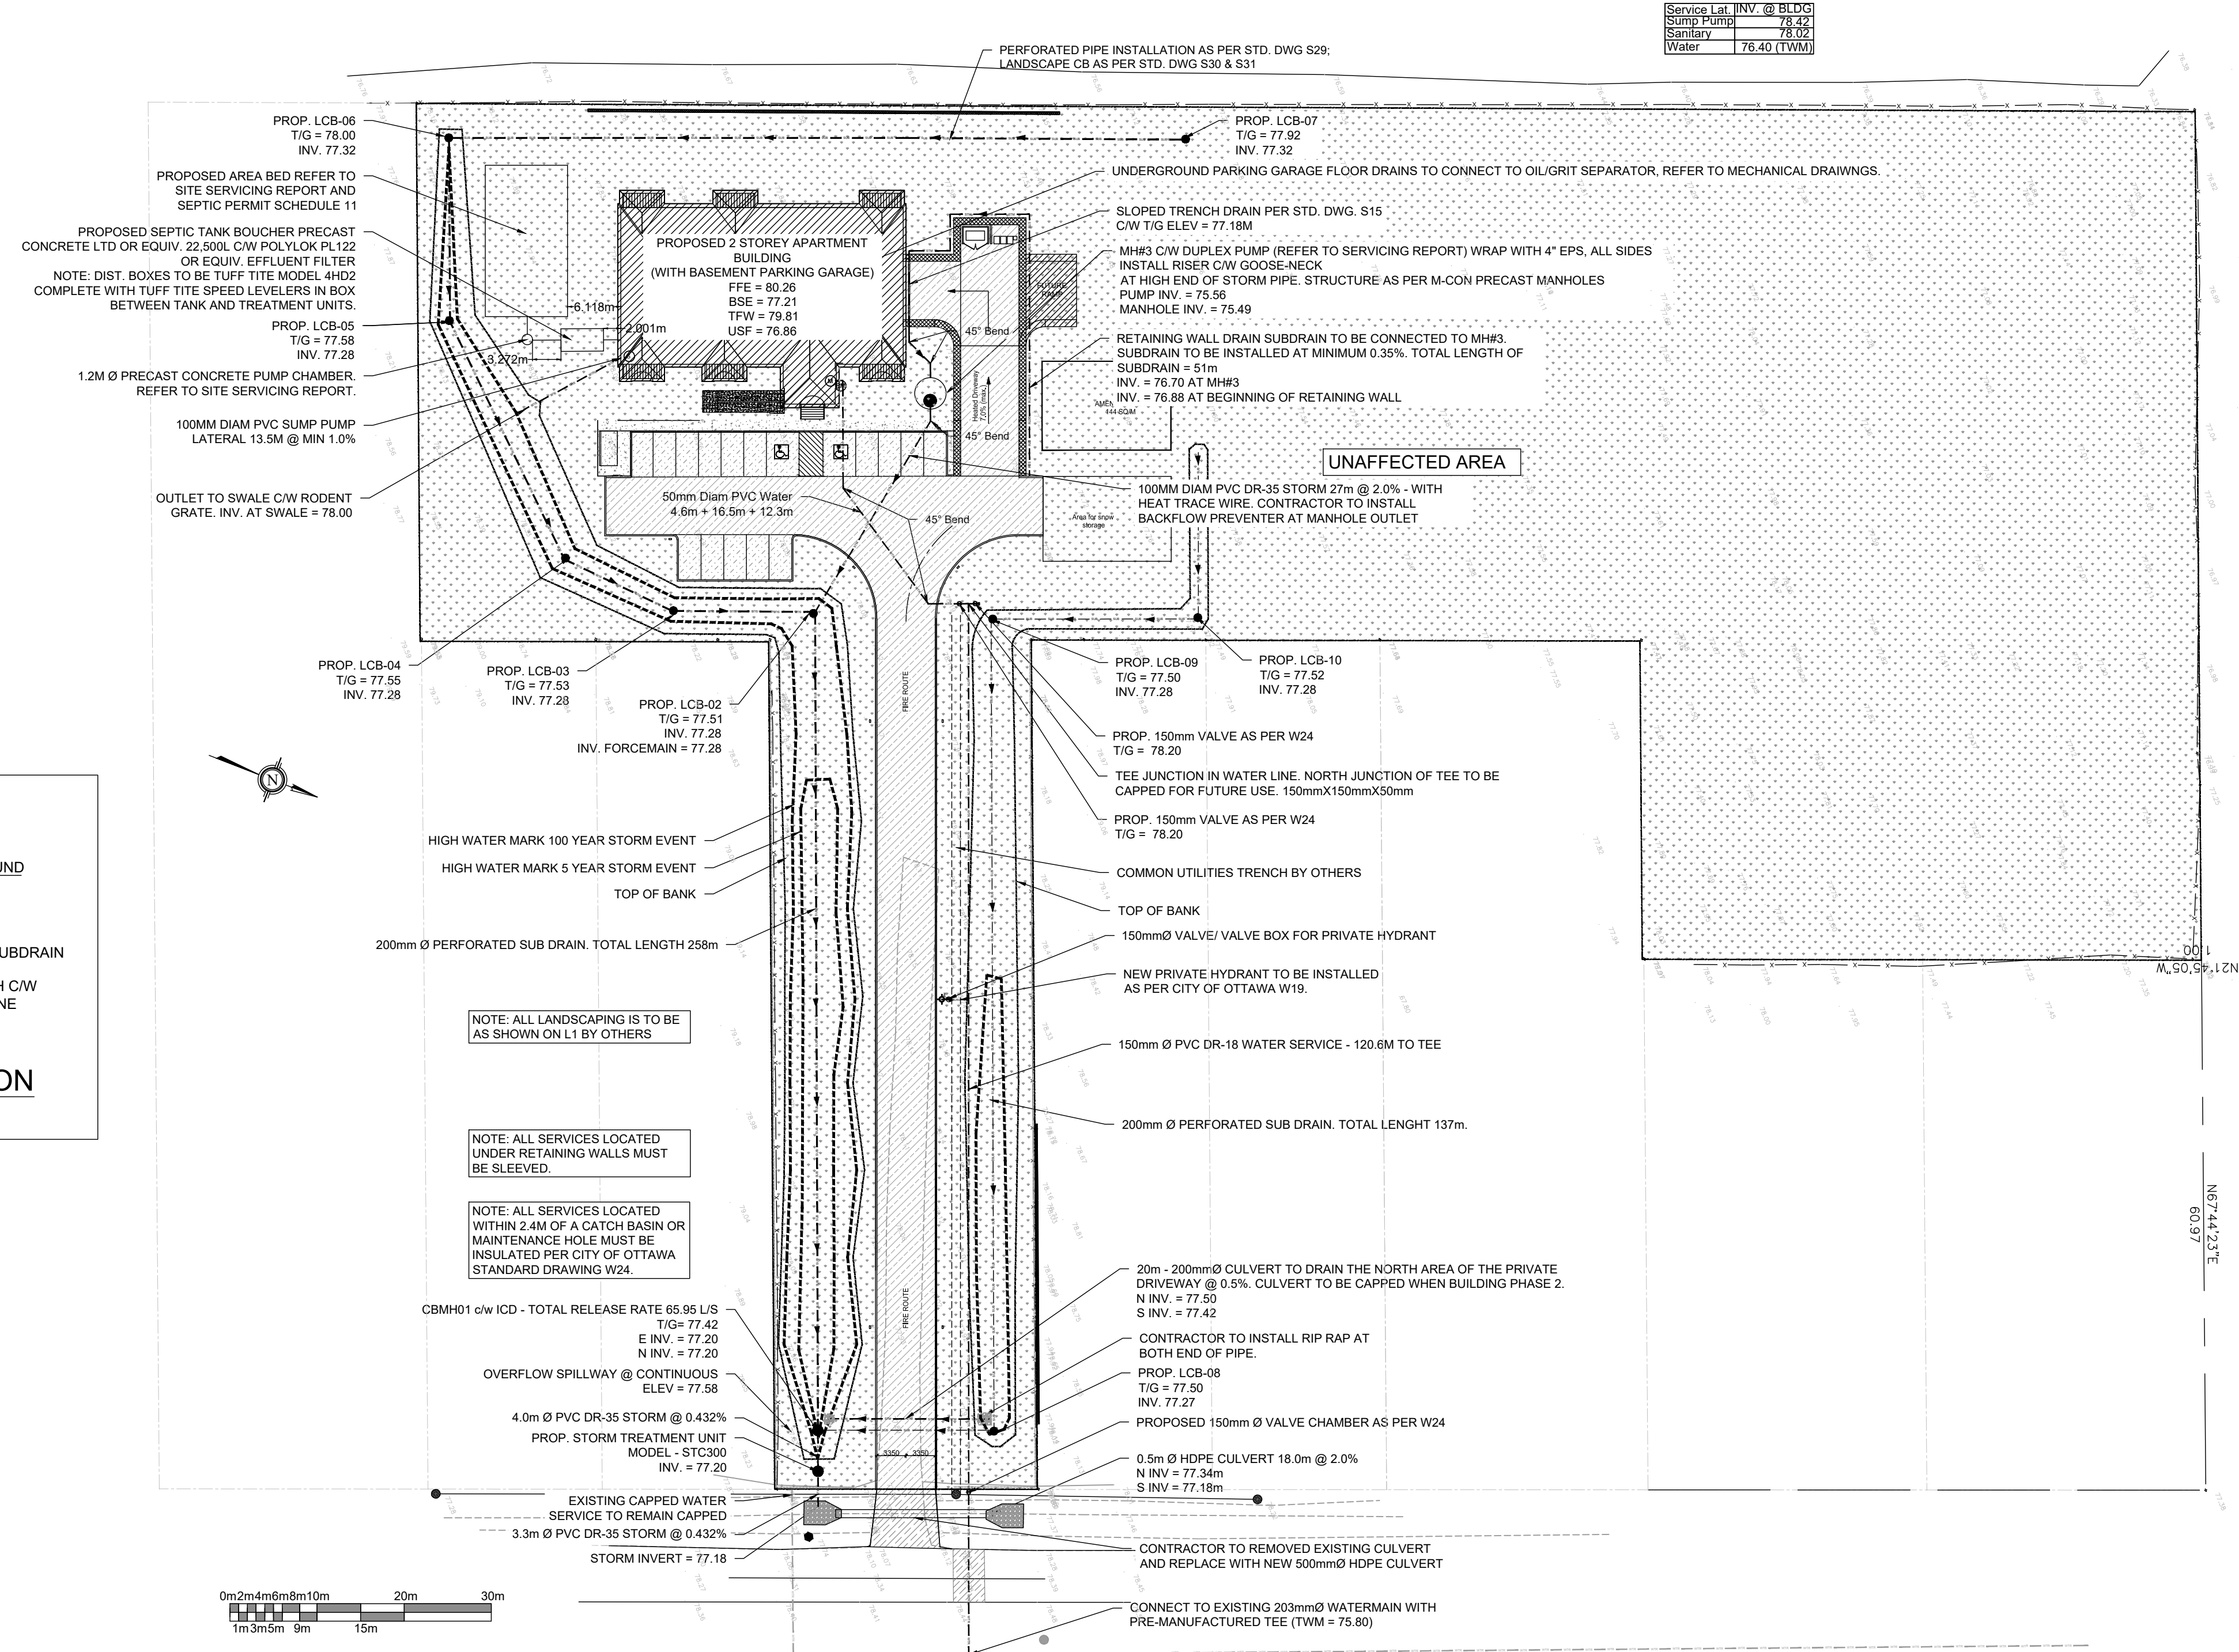 Service Lat. INV. @ BLDG
Sump Pump 78.42
Sanitary 78.02
Water 76.40 (TWM)
PERFORATED PIPE INSTALLATION AS PER STD. DWG S29;
LANDSCAPE CB AS PER STD. DWG S30 & S31
PROP. LCB-06
T/G = 78.00
INV. 77.32
PROP. LCB-07
T/G = 77.92
INV. 77.32
PROPOSED AREA BED REFER TO
SITE SERVICING REPORT AND
SEPTIC PERMIT SCHEDULE 11
UNDERGROUND PARKING GARAGE FLOOR DRAINS TO CONNECT TO OIL/GRIT SEPARATOR, REFER TO MECHANICAL DRAIWNGS.
SLOPED TRENCH DRAIN PER STD. DWG. S15
C/W T/G ELEV = 77.18M
PROPOSED SEPTIC TANK BOUCHER PRECAST
CONCRETE LTD OR EQUIV. 22,500L C/W POLYLOK PL122
OR EQUIV. EFFLUENT FILTER
NOTE: DIST. BOXES TO BE TUFF TITE MODEL 4HD2
COMPLETE WITH TUFF TITE SPEED LEVELERS IN BOX
BETWEEN TANK AND TREATMENT UNITS.
PROPOSED 2 STOREY APARTMENT
BUILDING
(WITH BASEMENT PARKING GARAGE)
FFE = 80.26
BSE = 77.21
TFW = 79.81
USF = 76.86
MH#3 C/W DUPLEX PUMP (REFER TO SERVICING REPORT) WRAP WITH 4" EPS, ALL SIDES
INSTALL RISER C/W GOOSE-NECK
AT HIGH END OF STORM PIPE. STRUCTURE AS PER M-CON PRECAST MANHOLES
PUMP INV. = 75.56
MANHOLE INV. = 75.49
FUTURE
RAMP
6.118m
2.001m
3.272m
45° Bend
PROP. LCB-05
T/G = 77.58
INV. 77.28
RETAINING WALL DRAIN SUBDRAIN TO BE CONNECTED TO MH#3.
SUBDRAIN TO BE INSTALLED AT MINIMUM 0.35%. TOTAL LENGTH OF
SUBDRAIN = 51m
INV. = 76.70 AT MH#3
INV. = 76.88 AT BEGINNING OF RETAINING WALL
1.2M Ø PRECAST CONCRETE PUMP CHAMBER.
REFER TO SITE SERVICING REPORT.
Heated Driveway
7.0% (max.)
144 SQ/M
100MM DIAM PVC SUMP PUMP
LATERAL 13.5M @ MIN 1.0%
45° Bend
UNAFFECTED AREA
OUTLET TO SWALE C/W RODENT
GRATE. INV. AT SWALE = 78.00
50mm Diam PVC Water
4.6m + 16.5m + 12.3m
45° Bend
Area for snow
storage
100MM DIAM PVC DR-35 STORM 27m @ 2.0% - WITH
HEAT TRACE WIRE. CONTRACTOR TO INSTALL
BACKFLOW PREVENTER AT MANHOLE OUTLET
PROP. LCB-04
T/G = 77.55
INV. 77.28
PROP. LCB-03
T/G = 77.53
INV. 77.28
PROP. LCB-02
T/G = 77.51
INV. 77.28
INV. FORCEMAIN = 77.28
PROP. LCB-09
T/G = 77.50
INV. 77.28
PROP. LCB-10
T/G = 77.52
INV. 77.28
FIRE ROUTE
N
PROP. 150mm VALVE AS PER W24
T/G = 78.20
TEE JUNCTION IN WATER LINE. NORTH JUNCTION OF TEE TO BE
CAPPED FOR FUTURE USE. 150mmX150mmX50mm
PROP. 150mm VALVE AS PER W24
T/G = 78.20
HIGH WATER MARK 100 YEAR STORM EVENT
HIGH WATER MARK 5 YEAR STORM EVENT
TOP OF BANK
COMMON UTILITIES TRENCH BY OTHERS
TOP OF BANK
200mm Ø PERFORATED SUB DRAIN. TOTAL LENGTH 258m
150mmØ VALVE/ VALVE BOX FOR PRIVATE HYDRANT
NEW PRIVATE HYDRANT TO BE INSTALLED
AS PER CITY OF OTTAWA W19.
UND
UBDRAIN
H C/W
NE
ON
NOTE: ALL LANDSCAPING IS TO BE
AS SHOWN ON L1 BY OTHERS
150mm Ø PVC DR-18 WATER SERVICE - 120.6M TO TEE
200mm Ø PERFORATED SUB DRAIN. TOTAL LENGHT 137m.
N21°45'05"W
NOTE: ALL SERVICES LOCATED
UNDER RETAINING WALLS MUST
BE SLEEVED.
NOTE: ALL SERVICES LOCATED
WITHIN 2.4M OF A CATCH BASIN OR
MAINTENANCE HOLE MUST BE
INSULATED PER CITY OF OTTAWA
STANDARD DRAWING W24.
N67°44'23"E
60.97
20m - 200mmØ CULVERT TO DRAIN THE NORTH AREA OF THE PRIVATE
DRIVEWAY @ 0.5%. CULVERT TO BE CAPPED WHEN BUILDING PHASE 2.
N INV. = 77.50
S INV. = 77.42
CBMH01 c/w ICD - TOTAL RELEASE RATE 65.95 L/S
T/G= 77.42
E INV. = 77.20
N INV. = 77.20
FIRE ROUTE
CONTRACTOR TO INSTALL RIP RAP AT
BOTH END OF PIPE.
OVERFLOW SPILLWAY @ CONTINUOUS
ELEV = 77.58
PROP. LCB-08
T/G = 77.50
INV. 77.27
4.0m Ø PVC DR-35 STORM @ 0.432%
PROPOSED 150mm Ø VALVE CHAMBER AS PER W24
PROP. STORM TREATMENT UNIT
MODEL - STC300
INV. = 77.20
3350 3350
0.5m Ø HDPE CULVERT 18.0m @ 2.0%
N INV = 77.34m
S INV = 77.18m
EXISTING CAPPED WATER
SERVICE TO REMAIN CAPPED
3.3m Ø PVC DR-35 STORM @ 0.432%
STORM INVERT = 77.18
CONTRACTOR TO REMOVED EXISTING CULVERT
AND REPLACE WITH NEW 500mmØ HDPE CULVERT
0m2m4m6m8m10m 20m 30m
1m3m5m 9m 15m
CONNECT TO EXISTING 203mmØ WATERMAIN WITH
PRE-MANUFACTURED TEE (TWM = 75.80)